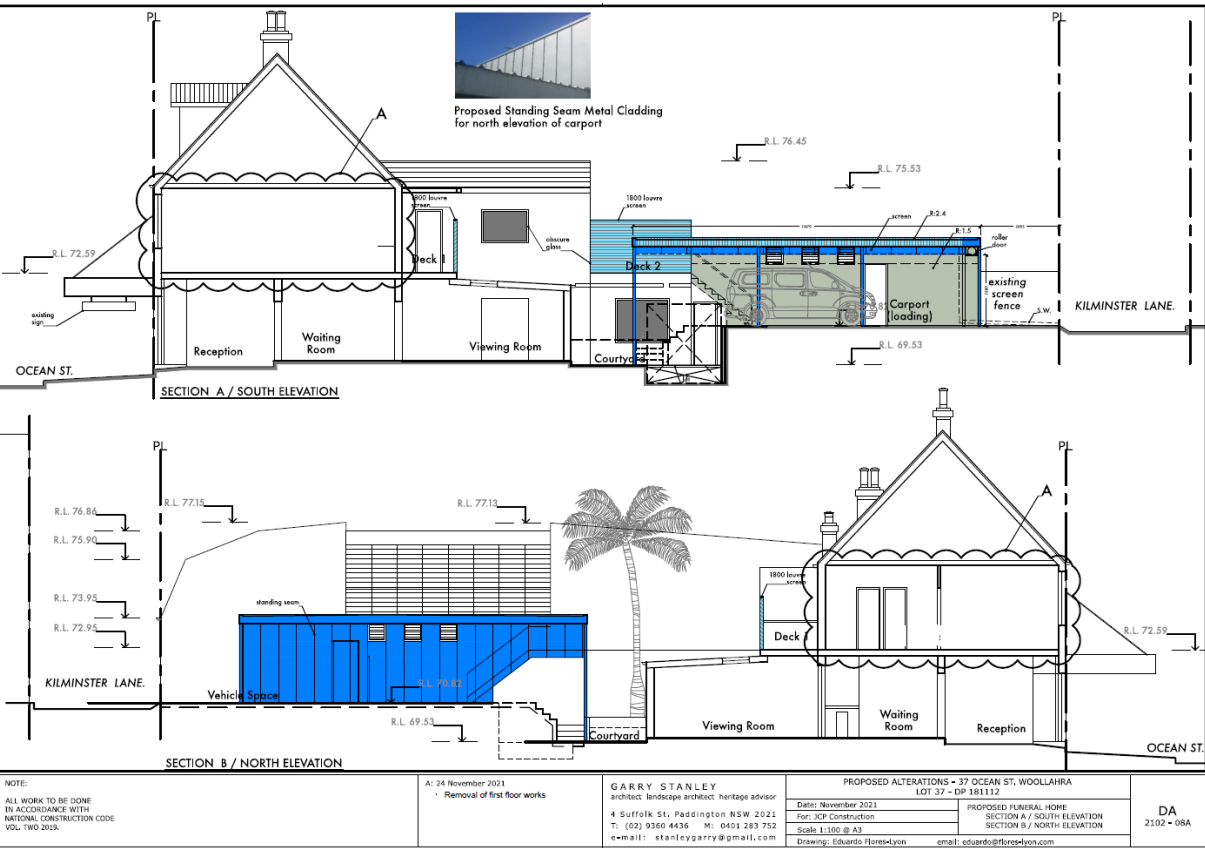 PL
PL
Proposed Standing Seam Metal Cladding
for north elevation of carport
A
R.L. 76.45
R.L. 75.53
1800 louvre
screen
1800 louvre
screen
obscure
glass
screen
R:2.4
R:1.5
roller
door
R.L. 72.59
Deck 1
Deck 2
existing
screen
fence
existing
sign
Carport
(loading)
S.W.
KILMINSTER LANE.
Reception
Waiting
Room
Viewing Room
Courtyard
R.L. 69.53
OCEAN ST.
SECTION A / SOUTH ELEVATION
PL
PL
A
R.L. 76.86
R.L. 77.15
R.L. 77.13
R.L. 75.90
R.L. 73.95
R.L. 72.95
standing seam
1800 louvre
screen
Deck
R.L. 72.59
KILMINSTER LANE.
Vehicle Space
R.L. 70.82
R.L. 69.53
Courtyard
Viewing Room
Waiting
Room
Reception
OCEAN ST.
SECTION B / NORTH ELEVATION
NOTE:
ALL WORK TO BE DONE
IN ACCORDANCE WITH
NATIONAL CONSTRUCTION CODE
VOL. TWO 2019.
A: 24 November 2021
· Removal of first floor works
GARRY STANLEY
architect landscape architect heritage advisor
4 Suffolk St. Paddington NSW 2021
T: (02) 9360 4436 M: 0401 283 752
e-mail: stanleygarry@gmail.com
PROPOSED ALTERATIONS - 37 OCEAN ST, WOOLLAHRA
LOT 37 - DP 181112
Date: November 2021
For: JCP Construction
Scale 1:100 @ A3
Drawing: Eduardo Flores-Lyon email: eduardo@flores-lyon.com
PROPOSED FUNERAL HOME
SECTION A / SOUTH ELEVATION
SECTION B / NORTH ELEVATION
DA
2102 - 08A